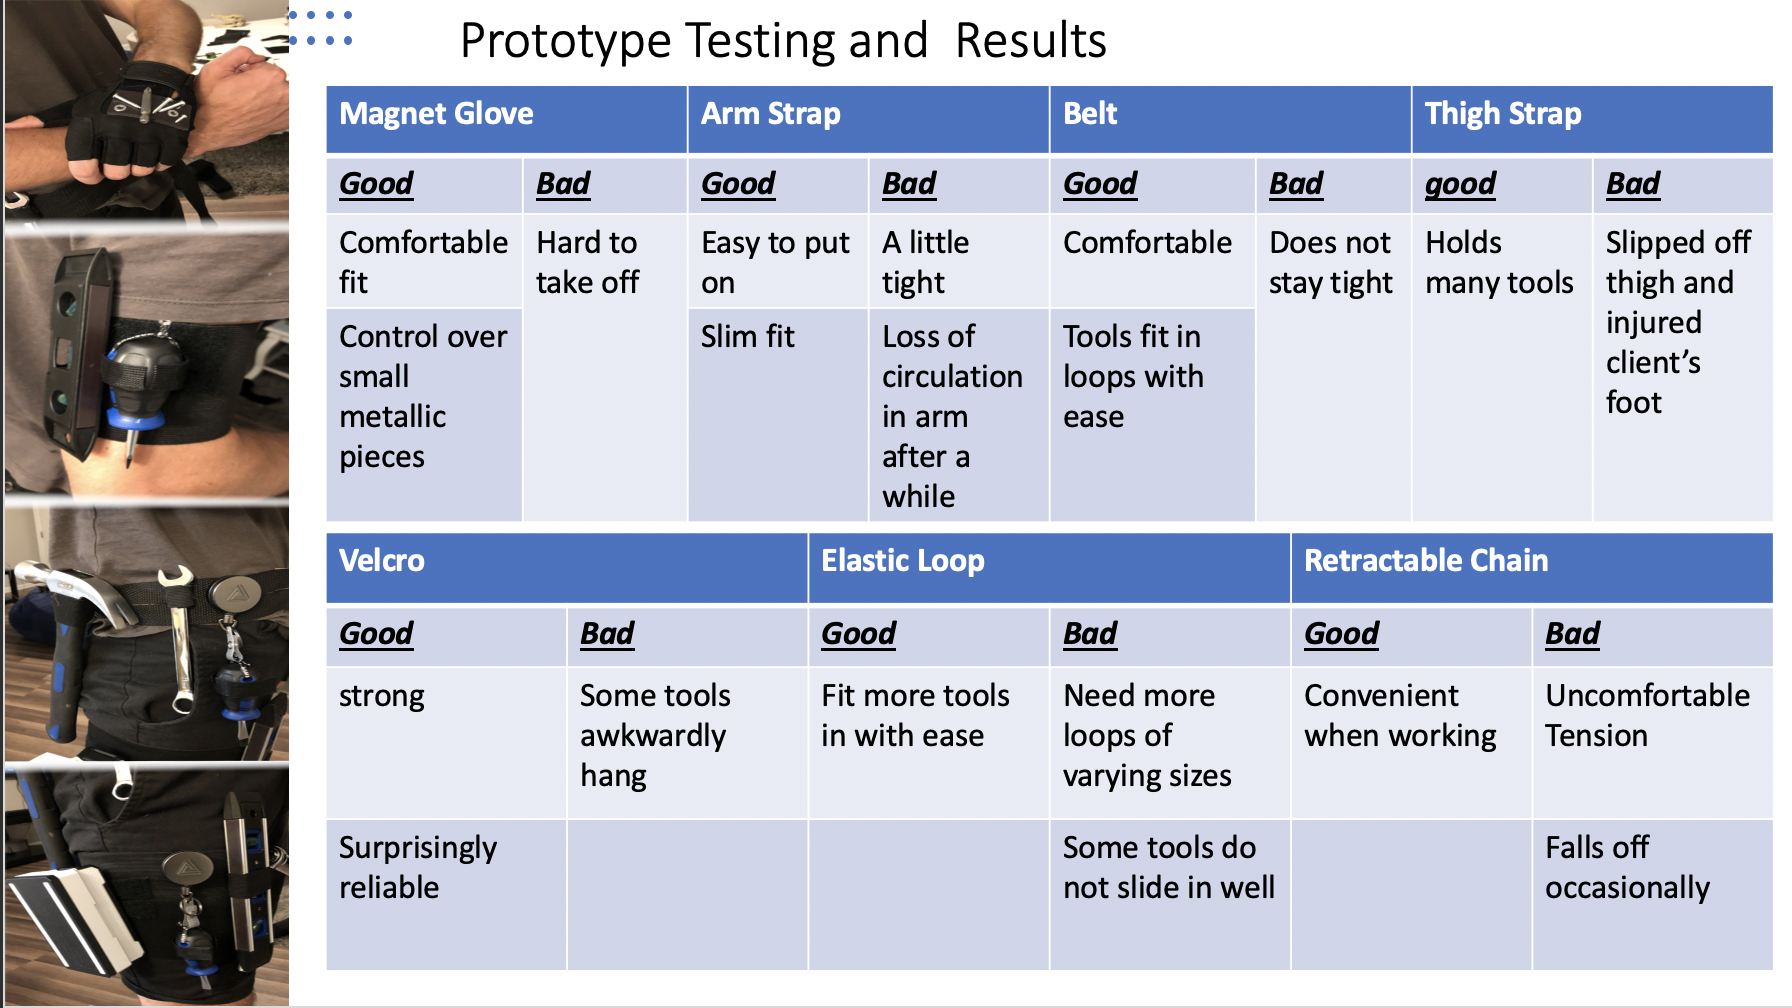 Prototype Testing and  Results
Magnet Glove
Arm Strap
Belt
Thigh Strap
Good
Bad
Good
Bad
Good
Bad
good
Bad
Comfortable
fit
Hard to
take off
Easy to put
on
A little
tight
Comfortable
Does not
stay tight
Holds
many tools
Slipped off
thigh and
injured
client’s
foot
Control over
small
metallic
pieces
Slim fit
Loss of
circulation
in arm
after a
while
Tools fit in
loops with
ease
Velcro
Elastic Loop
Retractable Chain
Good
Bad
Good
Bad
Good
Bad
strong
Some tools
awkwardly
hang
Fit more tools
in with ease
Need more
loops of
varying sizes
Convenient
when working
Uncomfortable
Tension
Surprisingly
reliable
Some tools do
not slide in well
Falls off
occasionally